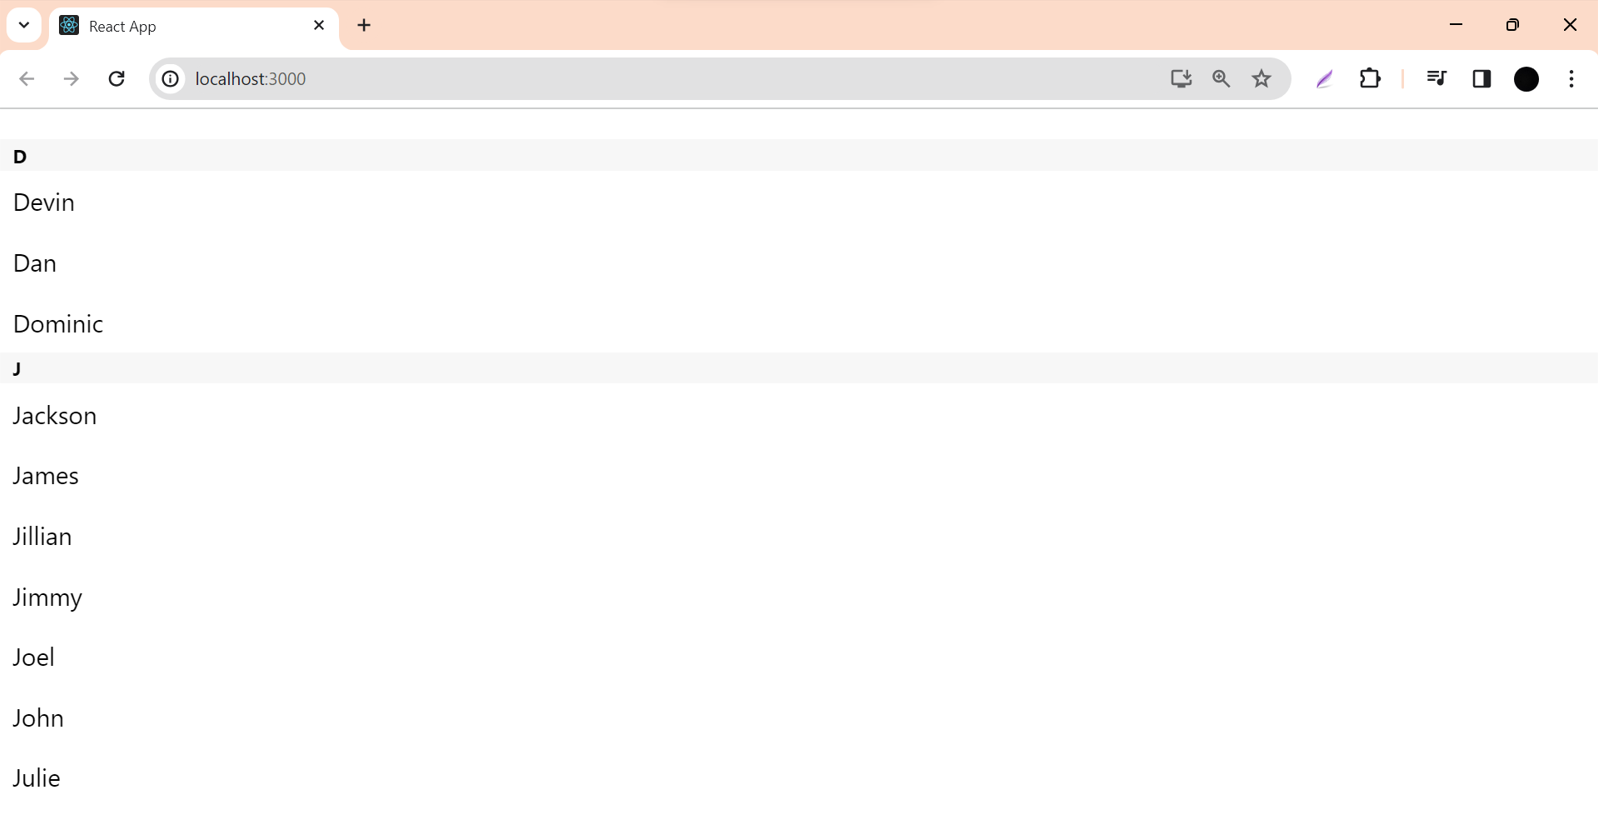 React App
localhost:3000
D
Devin
Dan
Dominic
J
Jackson
James
Jillian
Jimmy
Joel
John
Julie